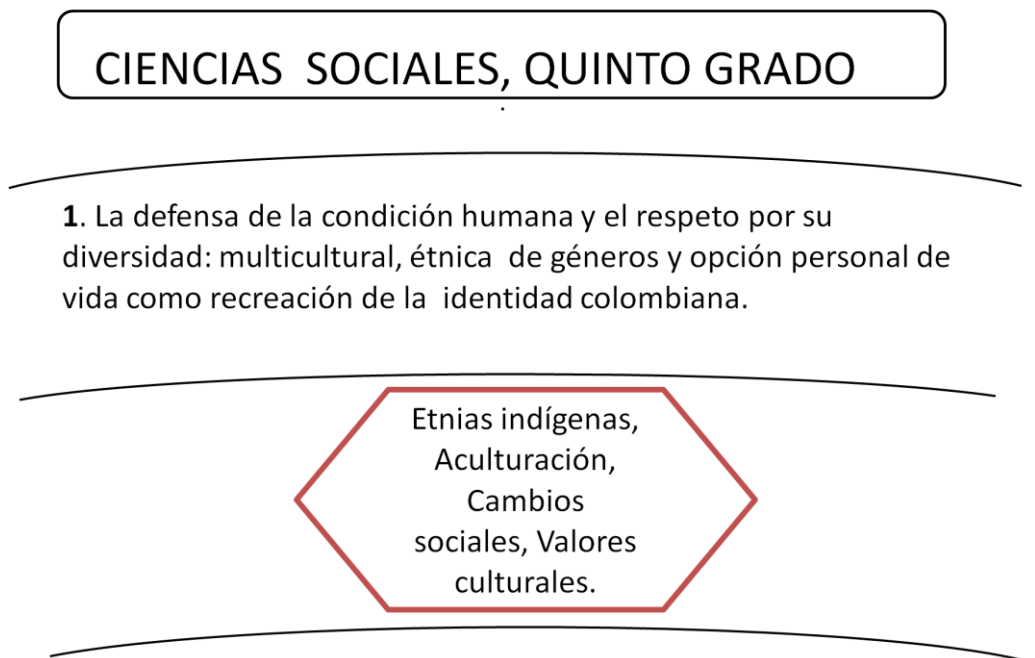 CIENCIAS  SOCIALES, QUINTO GRADO
.
1. La defensa de la condición humana y el respeto por su
diversidad: multicultural, étnica  de géneros y opción personal de
vida como recreación de la  identidad colombiana.
Etnias indígenas,
Aculturación,
Cambios
sociales, Valores
culturales.